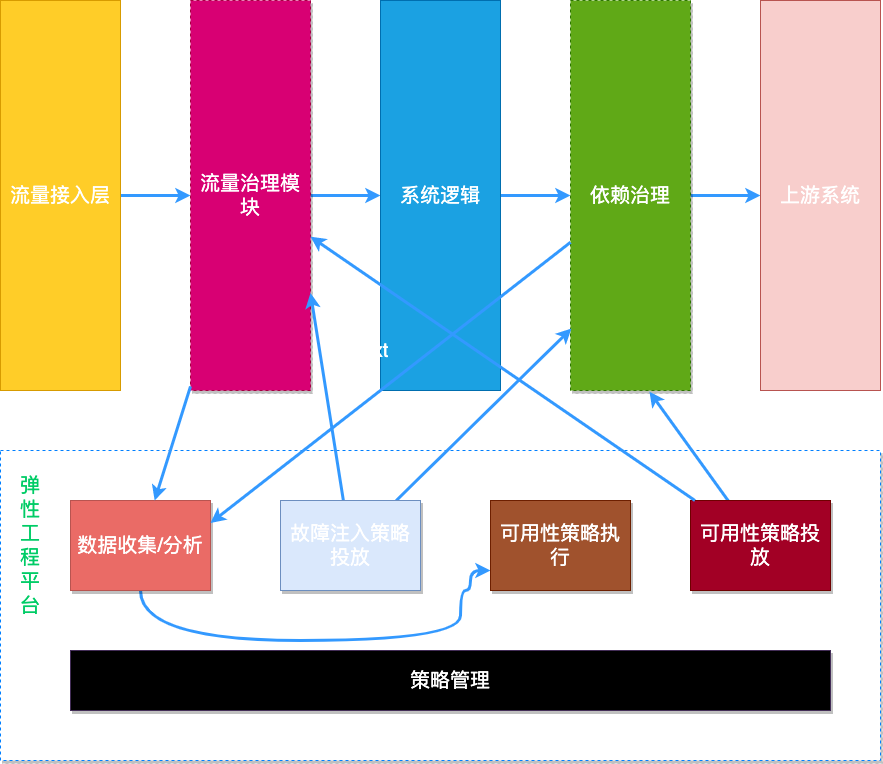 流量接入层
流量治理模
块
系统逻辑
依赖治理
上游系统
xt
弹
性
工
程
平
台
数据收集/分析
故障注入策略
投放
可用性策略执
行
可用性策略投
放
策略管理